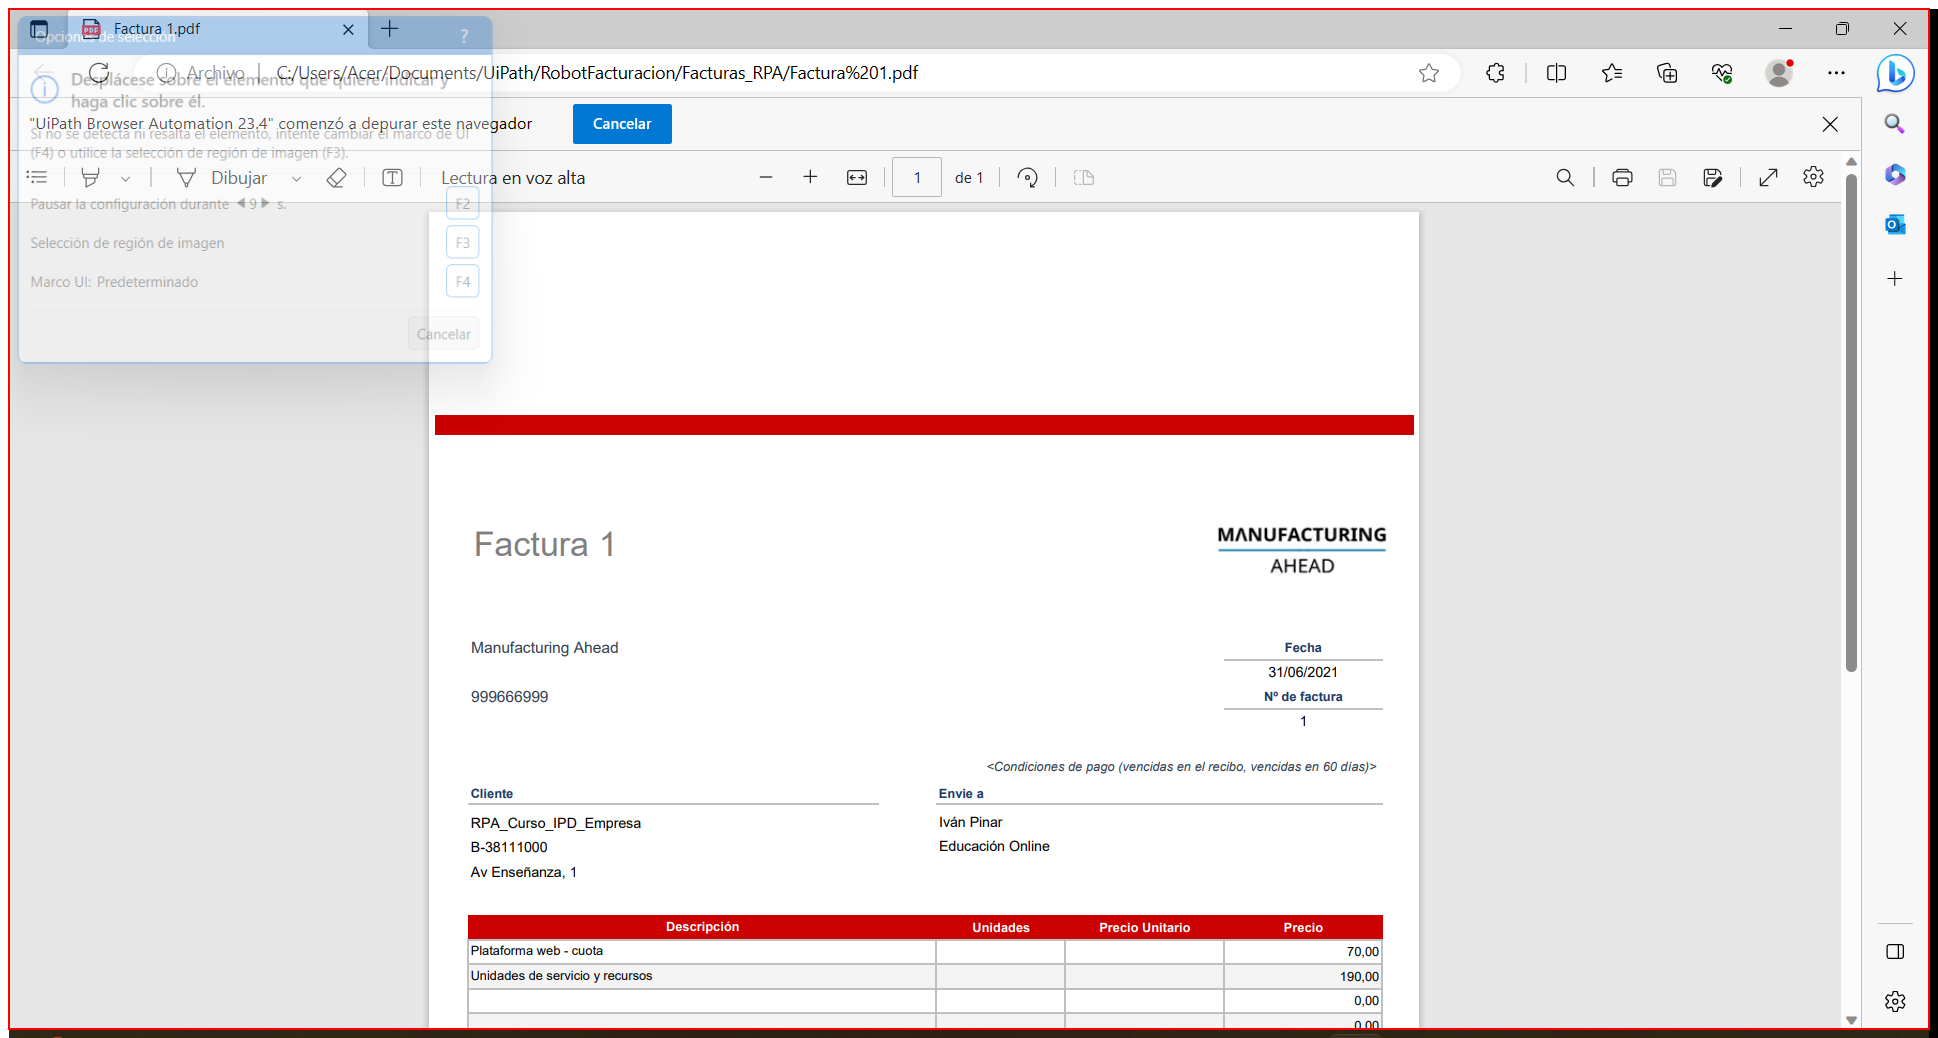 Factura 1.pdf
Opciones de selección
?
Archivo
C:/Users/Acer/Documents/UiPath/RobotFacturacion/Facturas_RPA/Factura%201.pdf
Desplácese sobre el elemento que quiere indicar y
haga clic sobre él.
"UiPath Browser Automation 23.4" comenzó a depurar este navegador
Cancelar
Si no se detecta ni resalta el elemento, intente cambiar el marco de UI
(F4) o utilice la selección de región de imagen (F3).
Dibujar
Lectura en voz alta
1
de 1
Pausar la configuración durante 9 s.
F2
Selección de región de imagen
F3
Marco UI: Predeterminado
F4
Cancelar
Factura 1
MΛNUFACTURING
AHEAD
Manufacturing Ahead
Fecha
31/06/2021
999666999
Nº de factura
1
<Condiciones de pago (vencidas en el recibo, vencidas en 60 días)>
Cliente
Envie a
RPA_Curso_IPD_Empresa
Iván Pinar
B-38111000
Educación Online
Av Enseñanza, 1
Descripción Unidades Precio Unitario Precio
Plataforma web - cuota 70,00
Unidades de servicio y recursos 190,00
0,00
0,00